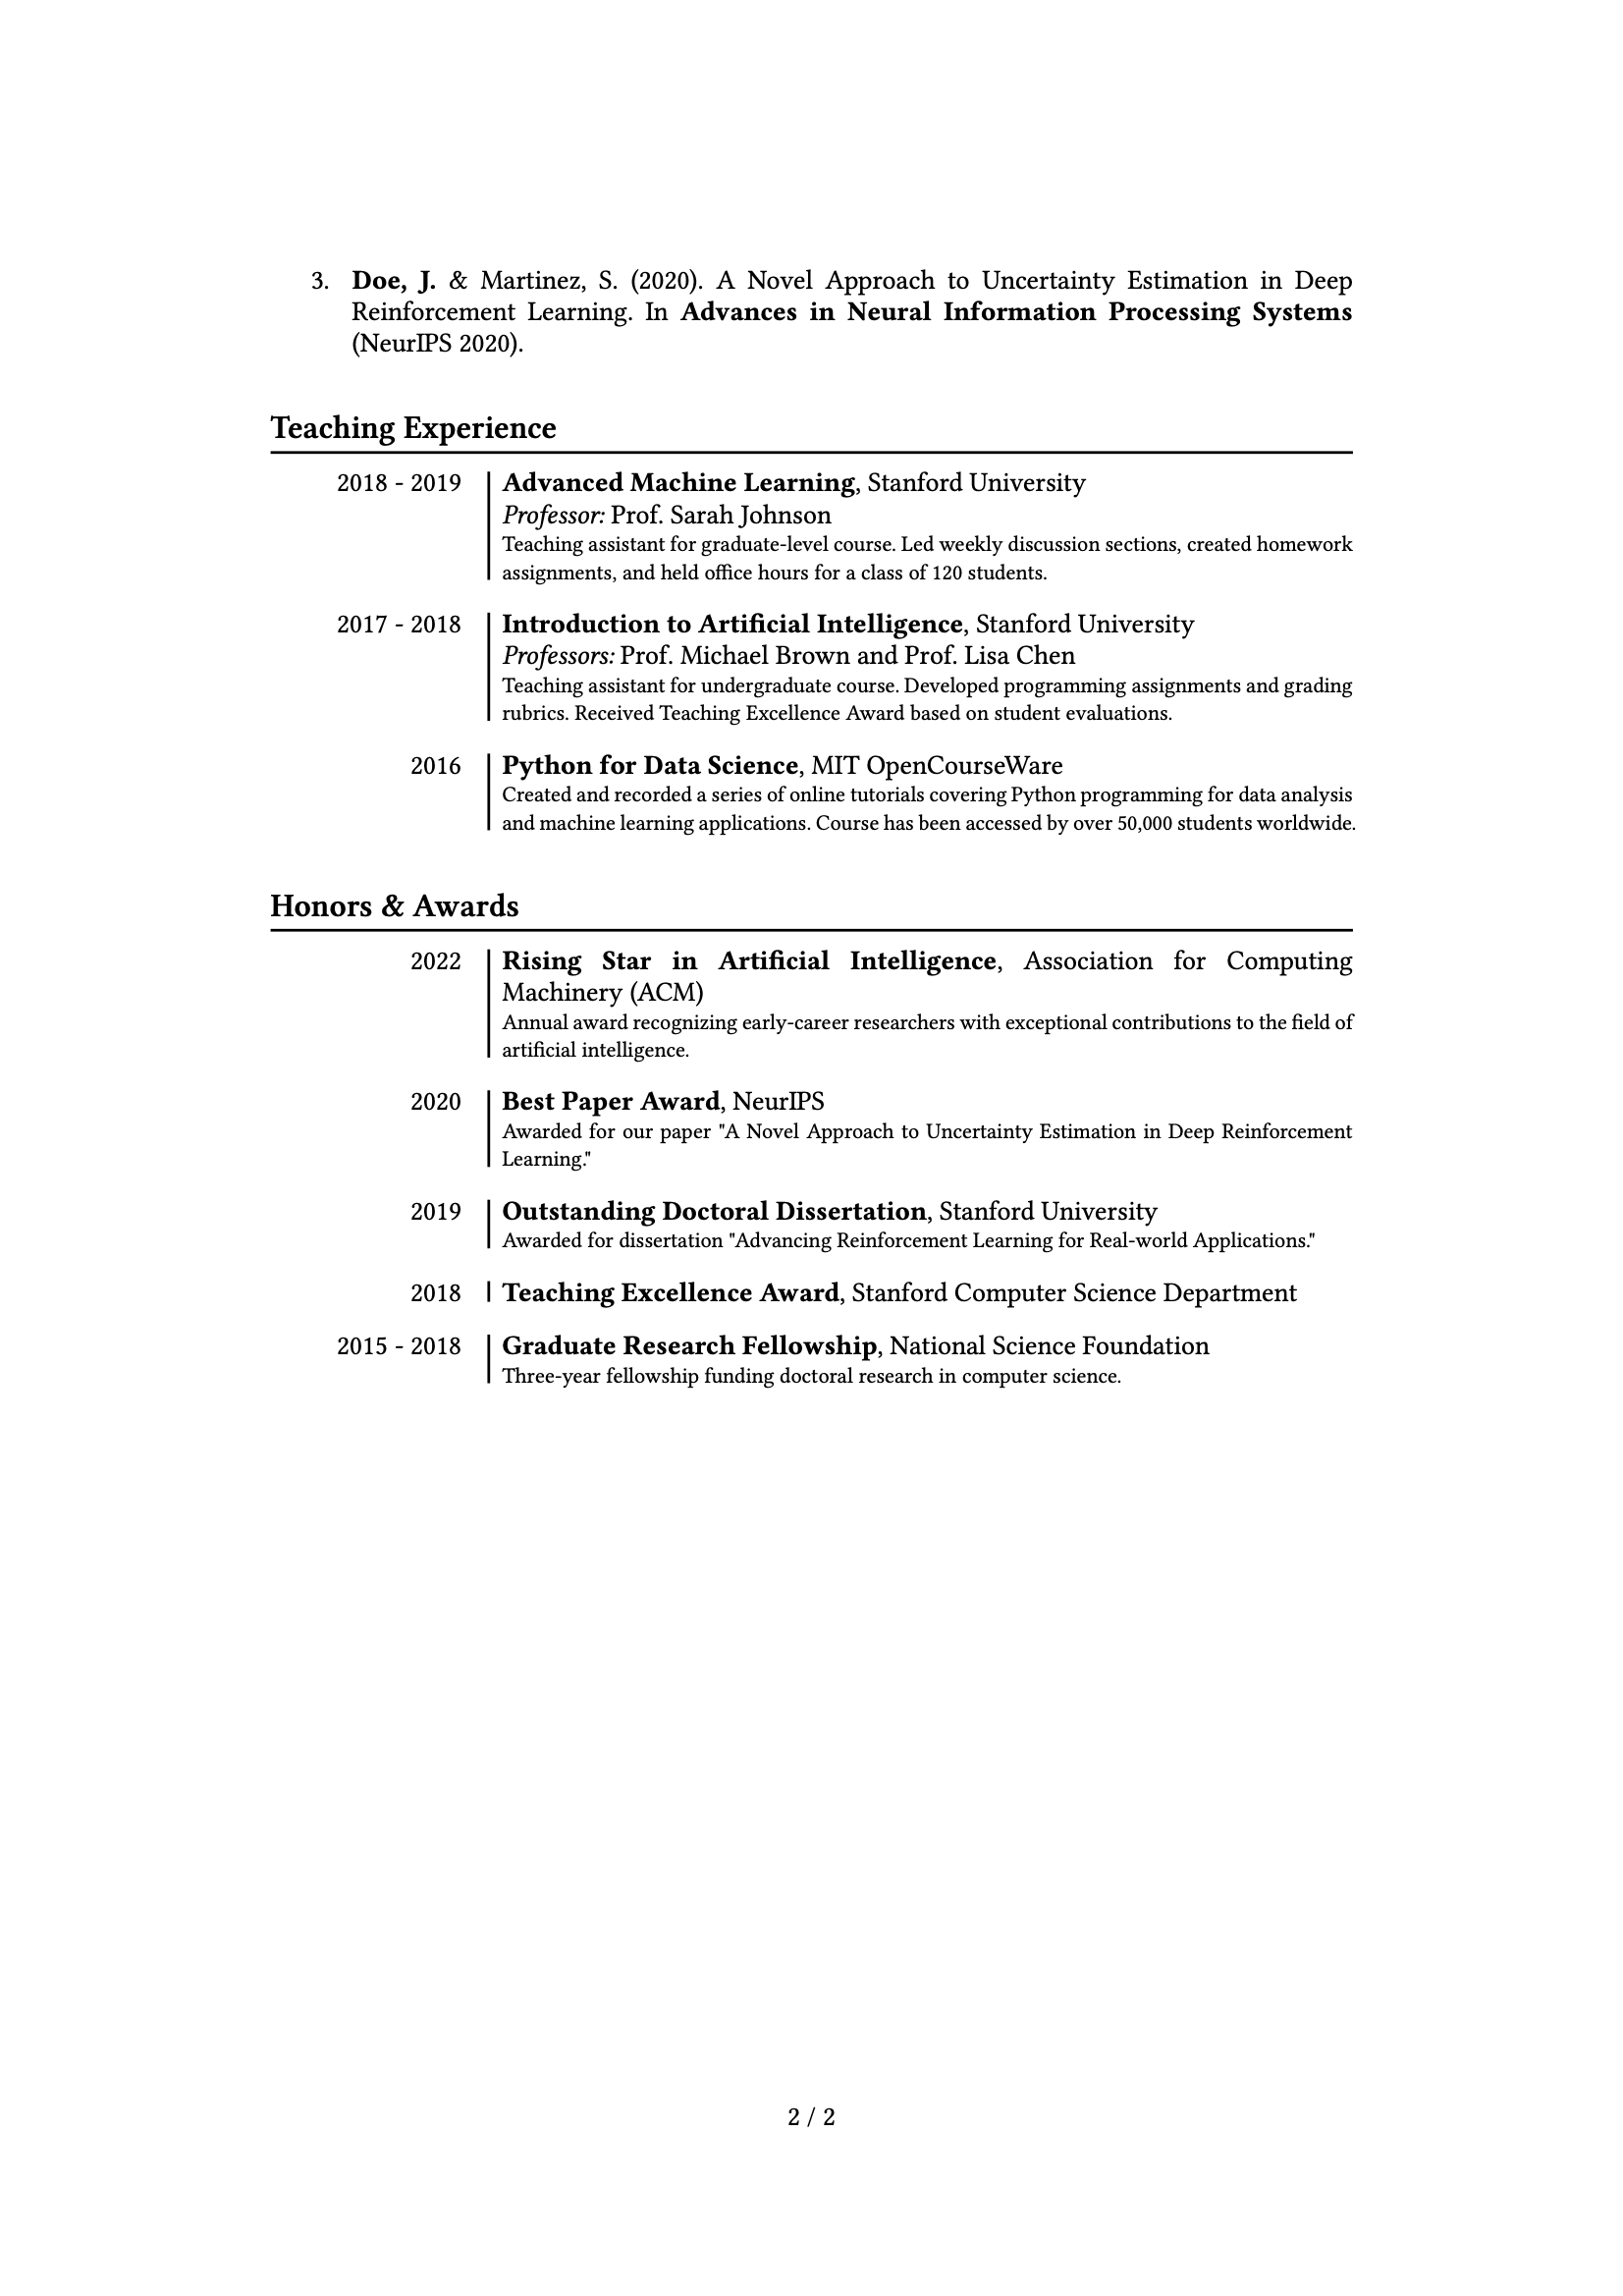 3. Doe, J. & Martinez, S. (2020). A Novel Approach to Uncertainty Estimation in Deep
Reinforcement Learning. In Advances in Neural Information Processing Systems
(NeurIPS 2020).
Teaching Experience
2018 - 2019 Advanced Machine Learning, Stanford University
Professor: Prof. Sarah Johnson
Teaching assistant for graduate-level course. Led weekly discussion sections, created homework
assignments, and held office hours for a class of 120 students.
2017 - 2018 Introduction to Artificial Intelligence, Stanford University
Professors: Prof. Michael Brown and Prof. Lisa Chen
Teaching assistant for undergraduate course. Developed programming assignments and grading
rubrics. Received Teaching Excellence Award based on student evaluations.
2016 Python for Data Science, MIT OpenCourseWare
Created and recorded a series of online tutorials covering Python programming for data analysis
and machine learning applications. Course has been accessed by over 50,000 students worldwide.
Honors & Awards
2022 Rising Star in Artificial Intelligence, Association for Computing
Machinery (ACM)
Annual award recognizing early-career researchers with exceptional contributions to the field of
artificial intelligence.
2020 Best Paper Award, NeurIPS
Awarded for our paper "A Novel Approach to Uncertainty Estimation in Deep Reinforcement
Learning."
2019 Outstanding Doctoral Dissertation, Stanford University
Awarded for dissertation "Advancing Reinforcement Learning for Real-world Applications."
2018 Teaching Excellence Award, Stanford Computer Science Department
2015 - 2018 Graduate Research Fellowship, National Science Foundation
Three-year fellowship funding doctoral research in computer science.
2 / 2